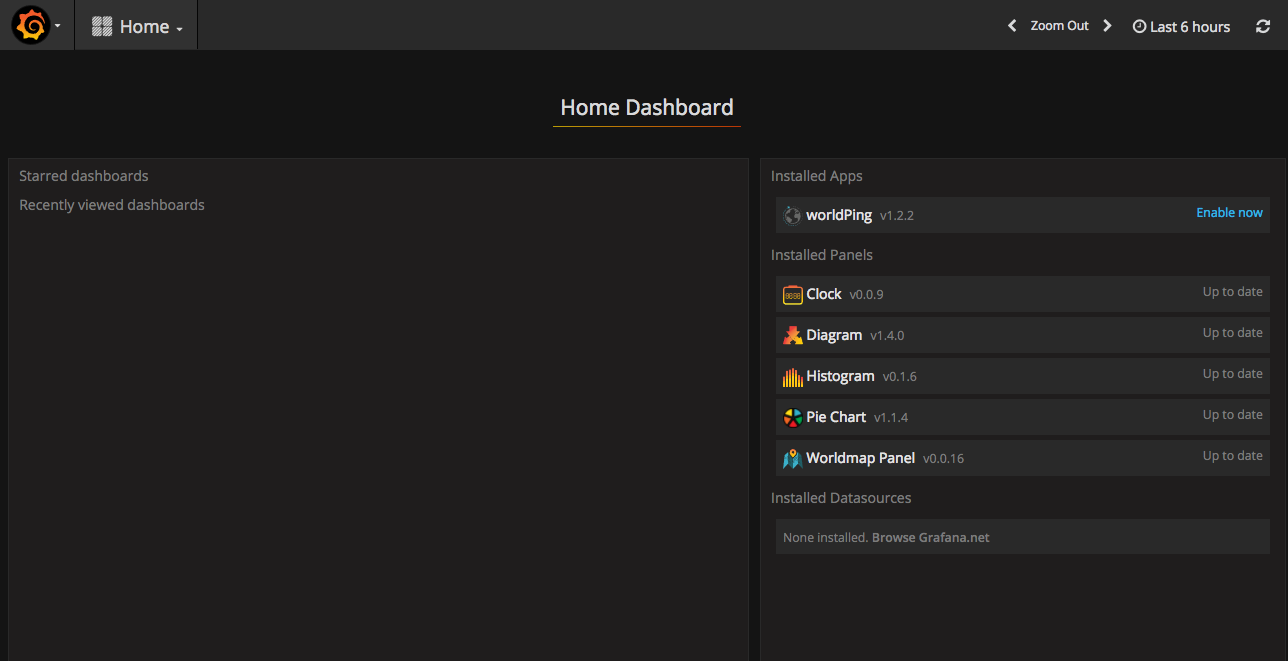 Home
Zoom Out
Last 6 hours
Home Dashboard
Starred dashboards
Recently viewed dashboards
Installed Apps
worldPing v1.2.2 Enable now
Installed Panels
Clock v0.0.9 Up to date
Diagram v1.4.0 Up to date
Histogram v0.1.6 Up to date
Pie Chart v1.1.4 Up to date
Worldmap Panel v0.0.16 Up to date
Installed Datasources
None installed. Browse Grafana.net